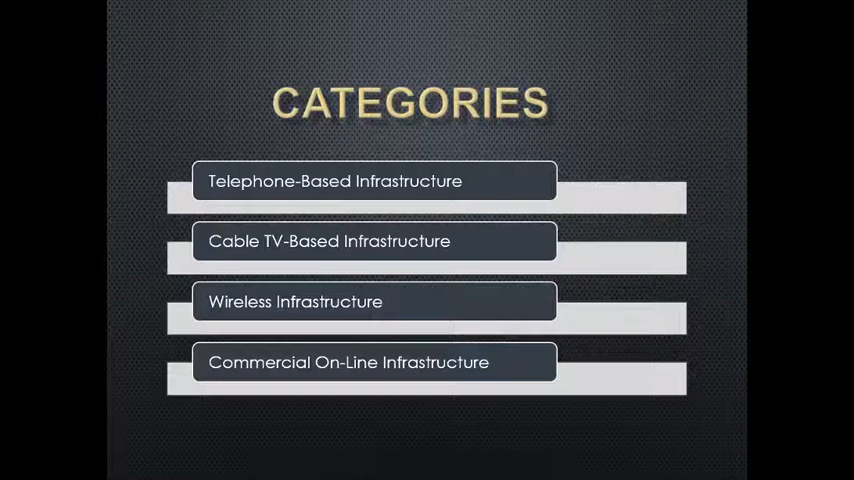 CATEGORIES
Telephone-Based Infrastructure
Cable TV-Based Infrastructure
Wireless Infrastructure
Commercial On-Line Infrastructure